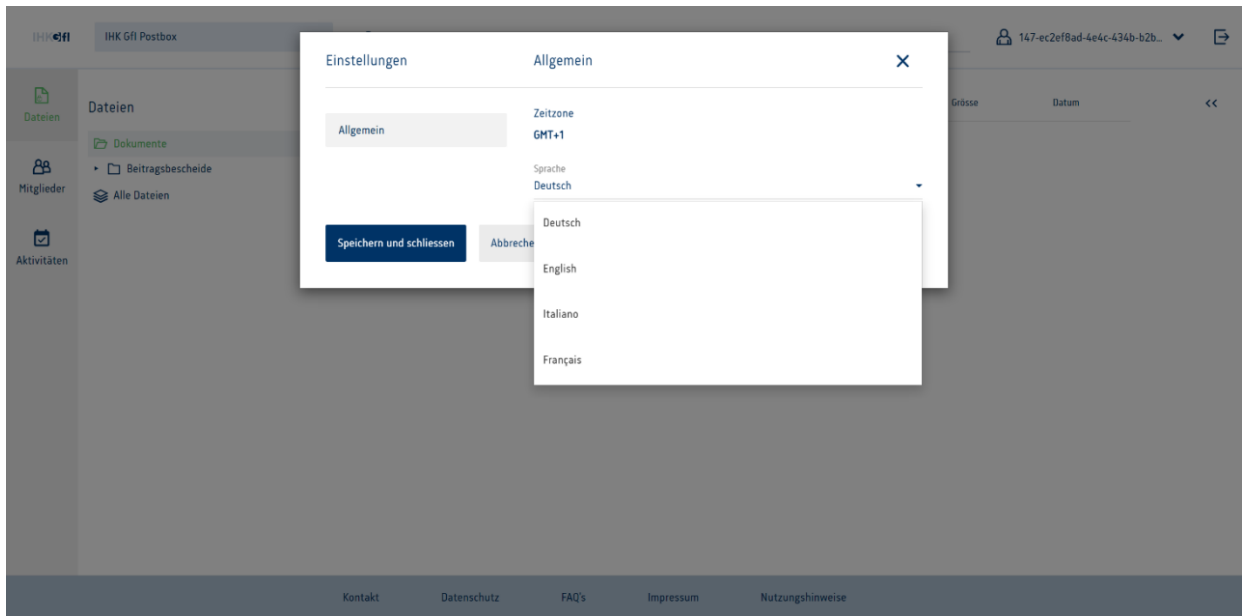 IHK GfI
IHK GfI Postbox
147-ec2ef8ad-4e4c-434b-b2b...
Dateien
Mitglieder
Aktivitäten
Dateien
Dokumente
Beitragsbescheide
Alle Dateien
Grösse
Datum
<<
Einstellungen
Allgemein
Allgemein
Zeitzone
GMT+1
Sprache
Deutsch
Deutsch
English
Italiano
Français
Speichern und schliessen
Abbreche
Kontakt
Datenschutz
FAQ's
Impressum
Nutzungshinweise